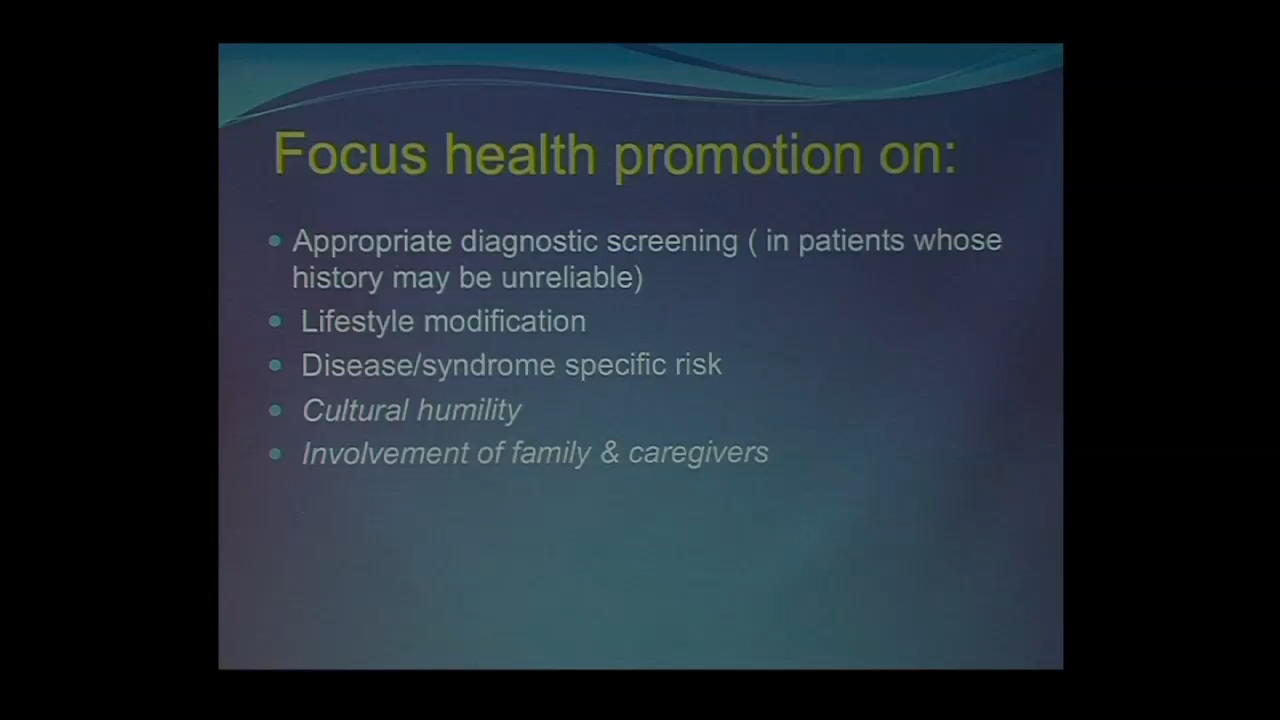 Focus health promotion on:
• Appropriate diagnostic screening ( in patients whose
history may be unreliable)
• Lifestyle modification
• Disease/syndrome specific risk
• Cultural humility
• Involvement of family & caregivers